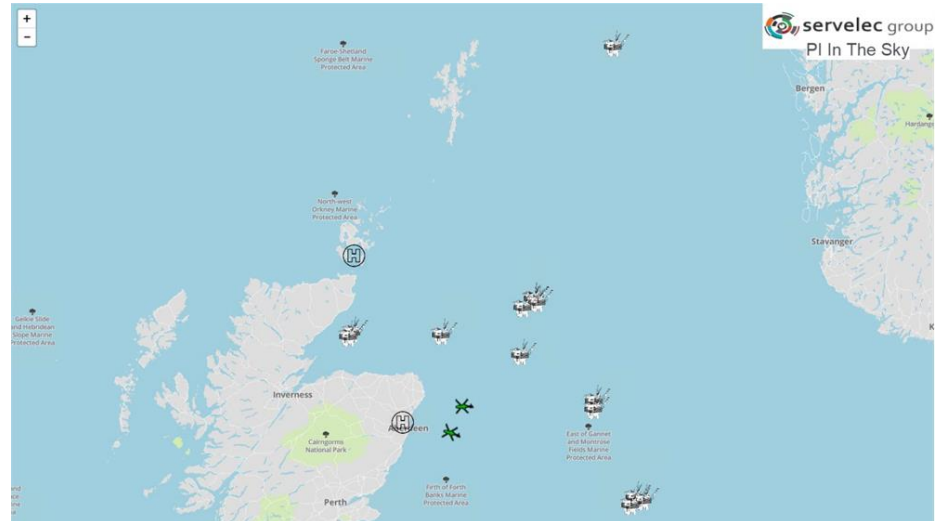 +
−
servelec group
PI In The Sky
Faroe-Shetland
Sponge Belt Marine
Protected Area
Bergen
Hardange
North-west
Orkney Marine
Protected Area
H
Stavanger
Geikie Slide
and Hebridean
Slope Marine
Protected Area
K
Inverness
H
Aberdeen
Cairngorms
National Park
East of Gannet
and Montrose
Fields Marine
Protected Area
Firth of Forth
Banks Marine
Protected Area
Perth